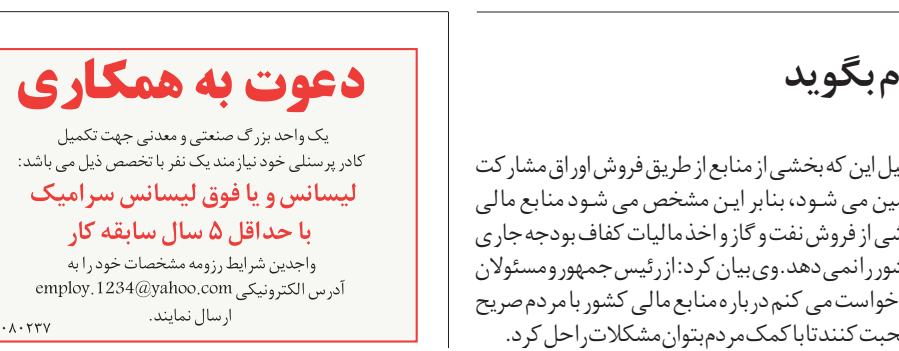 م بگوید
این که بخشی از منابع از طریق فروش اوراق مشارکت
می شود، بنابر این مشخص می شود منابع مالی
از فروش نفت و گاز و اخذ مالیات کفاف بودجه جاری
را نمی دهد. وی بیان کرد: از رئیس جمهور و مسئولان
خواست می کنم درباره منابع مالی کشور با مردم صریح
کنند تا با کمک مردم بتوان مشکلات را حل کرد.
دعوت به همکاری
یک واحد بزرگ صنعتی و معدنی جهت تکمیل
کادر پرسنلی خود نیازمند یک نفر با تخصص ذیل می باشد:
لیسانس و یا فوق لیسانس سرامیک
با حداقل ۵ سال سابقه کار
واجدین شرایط رزومه مشخصات خود را به
آدرس الکترونیکی employ.1234@yahoo.com
ارسال نمایند.
۰۸۰۲۳۷